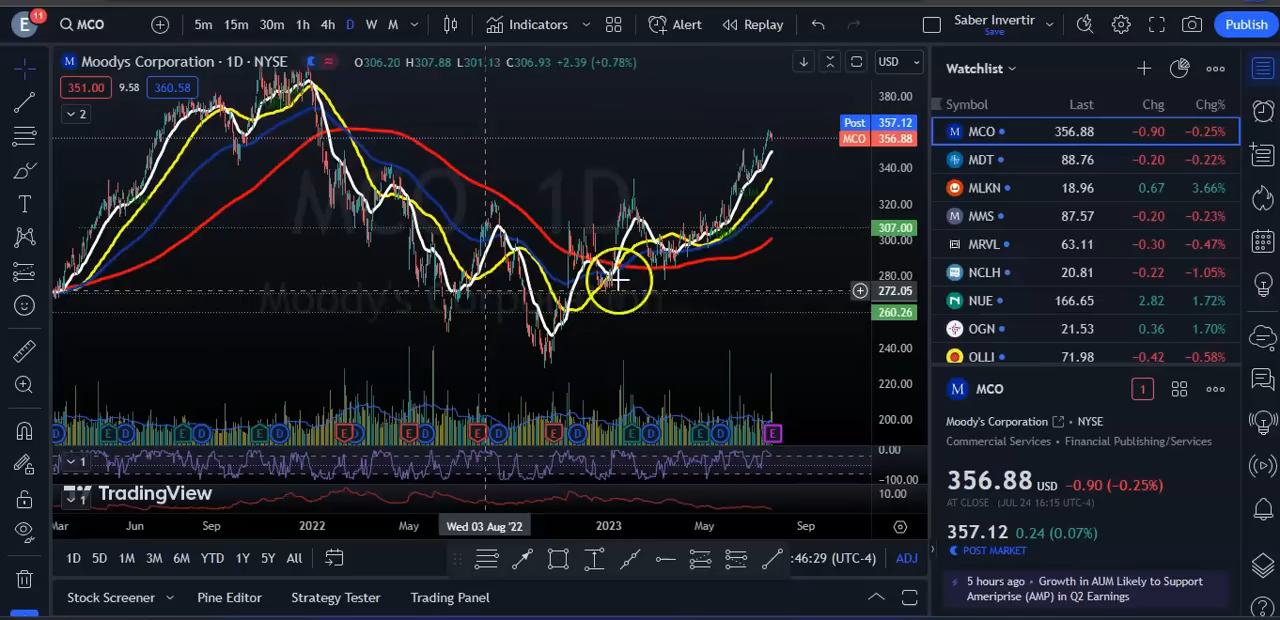 E 11 MCO 5m 15m 30m 1h 4h D W M Indicators Alert Replay Saber Invertir Save Publish
Moodys Corporation · 1D · NYSE O306.20 H307.88 L301.13 C306.93 +2.39 (+0.78%) USD
351.00 9.58 360.58
2
380.00
Post 357.12
MCO 356.88
340.00
320.00
307.00
300.00
280.00
272.05
260.26
240.00
220.00
200.00
MCO, 1D
Moody's Corporation
E D E D E D E D E D E D E D E D E D E D E
1 0.00
−100.00
1 TradingView 10.00
Mar Jun Sep 2022 May Wed 03 Aug '22 2023 May Sep
1D 5D 1M 3M 6M YTD 1Y 5Y All :46:29 (UTC-4) ADJ
Stock Screener Pine Editor Strategy Tester Trading Panel
Watchlist
Symbol Last Chg Chg%
M MCO 356.88 −0.90 −0.25%
MDT 88.76 −0.20 −0.22%
MLKN 18.96 0.67 3.66%
M MMS 87.57 −0.20 −0.23%
MRVL 63.11 −0.30 −0.47%
NCLH 20.81 −0.22 −1.05%
NUE 166.65 2.82 1.72%
OGN 21.53 0.36 1.70%
OLLI 71.98 −0.42 −0.58%
M MCO 1
Moody's Corporation • NYSE
Commercial Services • Financial Publishing/Services
356.88 USD −0.90 (−0.25%)
AT CLOSE (JUL 24 16:15 UTC-4)
357.12 0.24 (0.07%)
POST MARKET
5 hours ago • Growth in AUM Likely to Support
Ameriprise (AMP) in Q2 Earnings